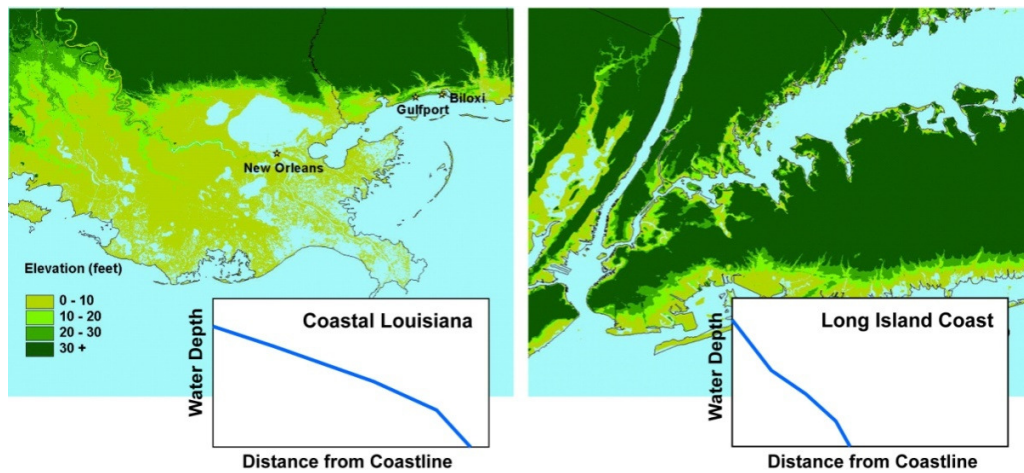 Gulfport
Biloxi
New Orleans
Elevation (feet)
0 - 10
10 - 20
20 - 30
30 +
Coastal Louisiana
Water Depth
Distance from Coastline
Long Island Coast
Water Depth
Distance from Coastline